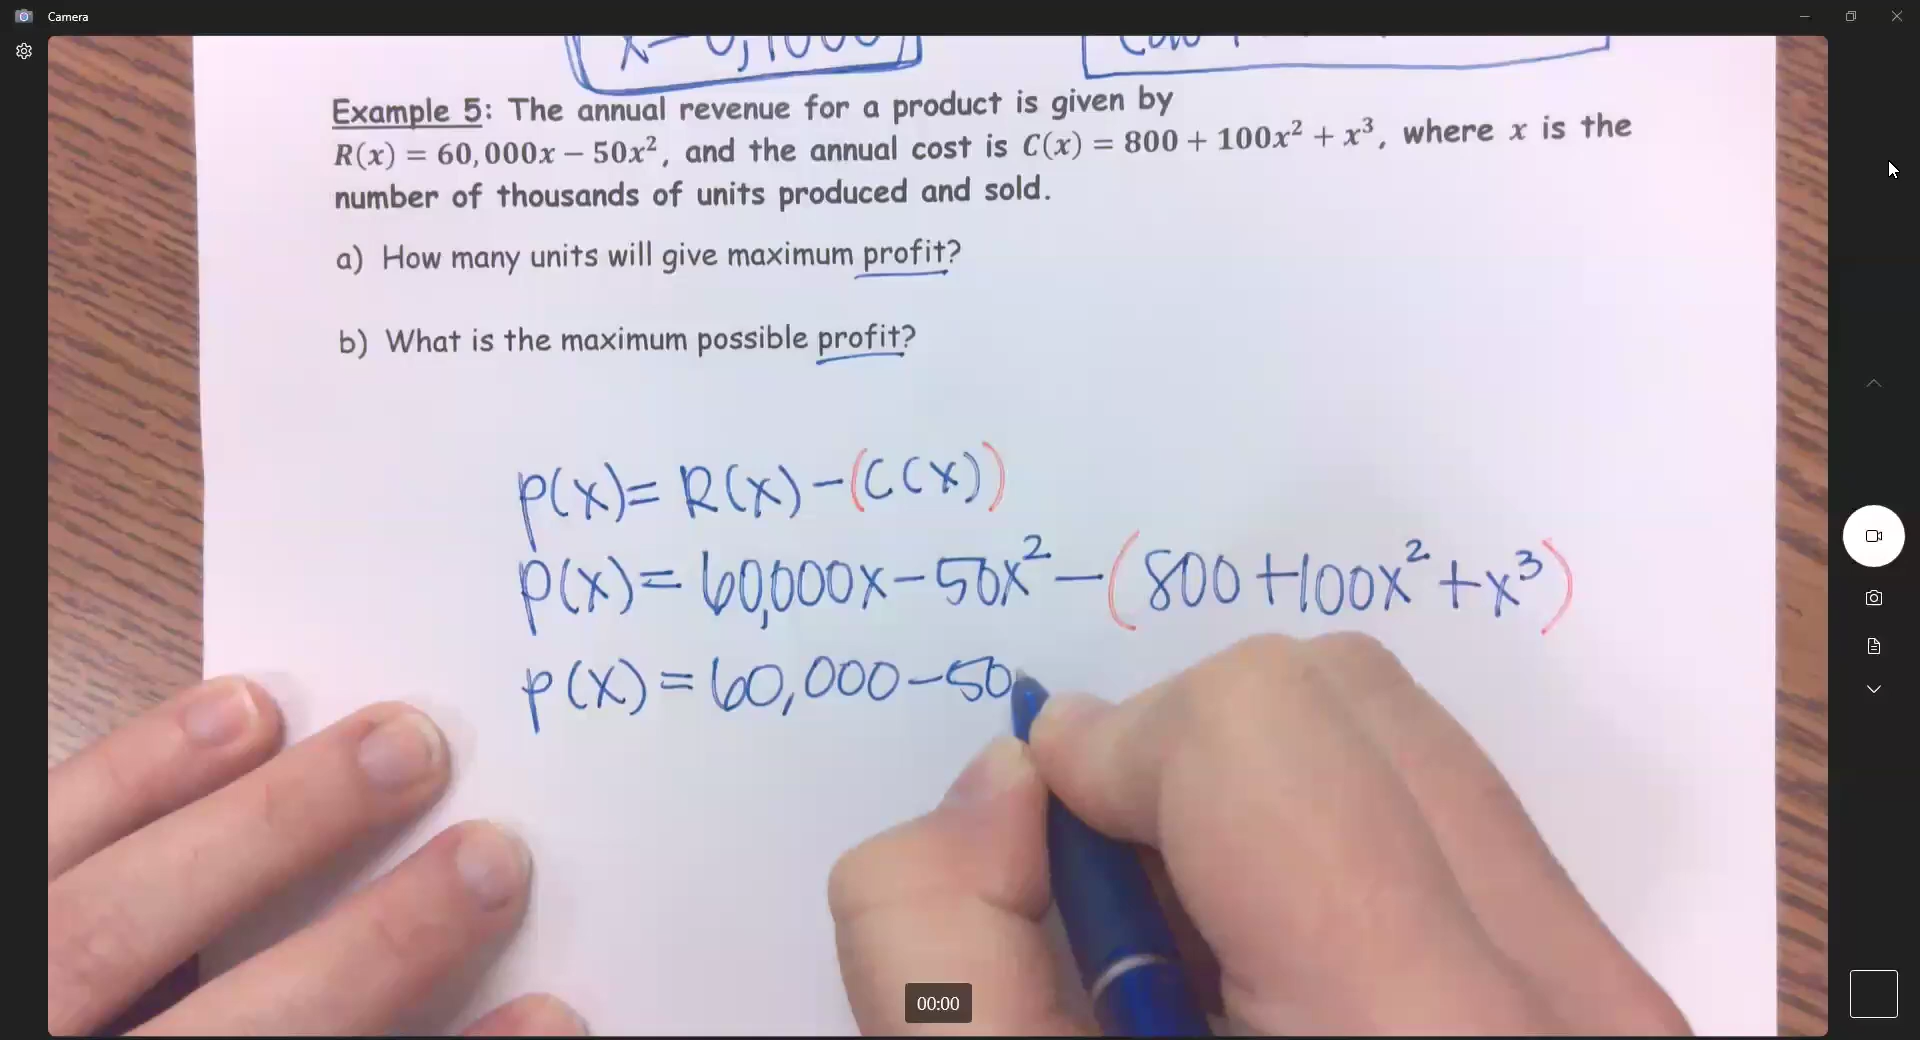 Camera
x = 0, 1000
Example 5: The annual revenue for a product is given by
R(x) = 60,000x − 50x², and the annual cost is C(x) = 800 + 100x² + x³, where x is the
number of thousands of units produced and sold.
a) How many units will give maximum profit?
b) What is the maximum possible profit?
p(x) = R(x) − (C(x))
p(x) = 60,000x − 50x² − (800 + 100x² + x³)
p(x) = 60,000 − 50
00:00